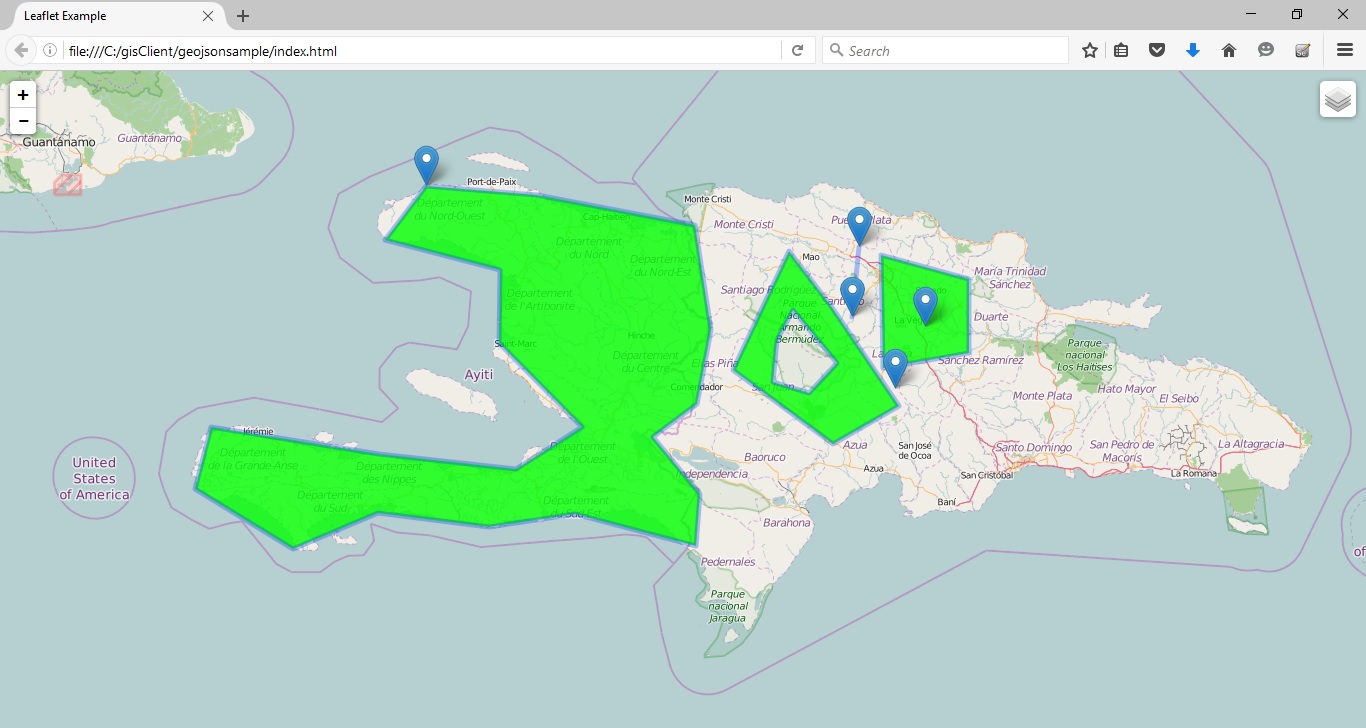 Leaflet Example
file:///C:/gisClient/geojsonsample/index.html
Search
+
−
Guantánamo
Guantánamo
Port-de-Paix
Département
du Nord-Ouest
Cap-Haïtien
Monte Cristi
Monte Cristi
Puerto Plata
Département
du Nord
Département
du Nord-Est
Mao
María Trinidad
Sánchez
Santiago Rodríguez
Département
de l'Artibonite
Parque
Nacional
Armando
Bermúdez
La Vega
Duarte
Hinche
Saint-Marc
Département
du Centre
Elías Piña
Sánchez Ramírez
Parque
nacional
Los Haitises
Ayiti
Comendador
San Juan
Hato Mayor
Monte Plata
El Seibo
Jérémie
Département
de la Grande-Anse
Département
des Nippes
Département
de l'Ouest
Azua
San José
de Ocoa
Santo Domingo
San Pedro de
Macorís
La Altagracia
United
States
of America
Baoruco
Azua
Independencia
San Cristóbal
La Romana
Département
du Sud
Département
du Sud-Est
Baní
Barahona
Pedernales
of
Parque
nacional
Jaragua